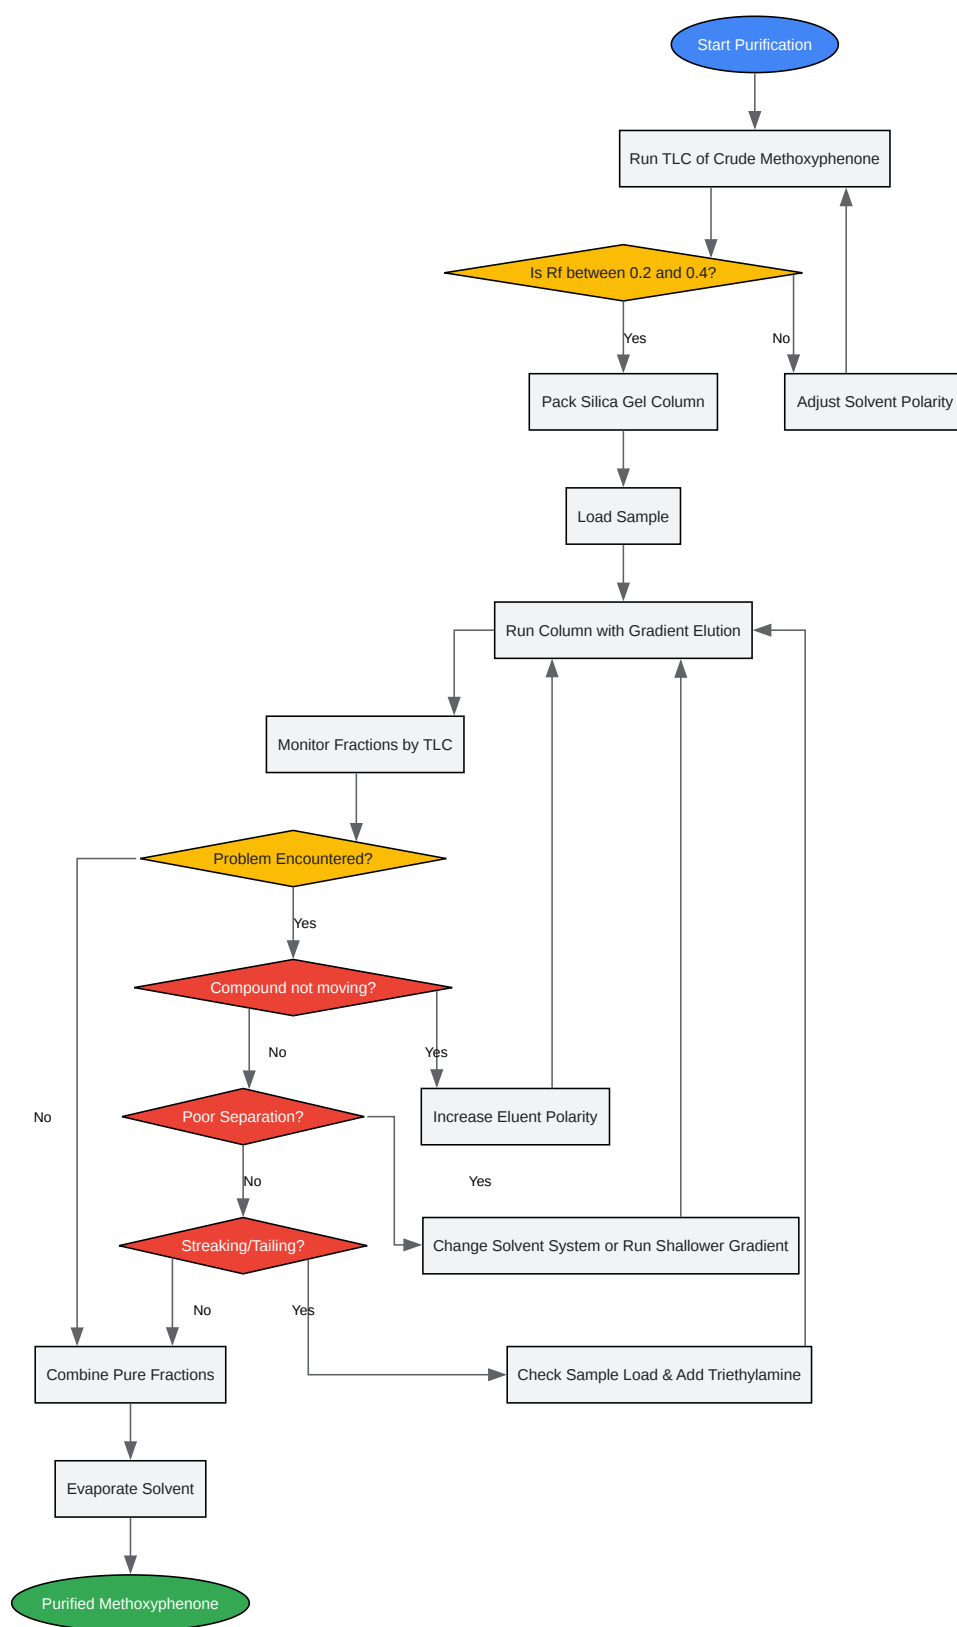 Start Purification
Run TLC of Crude Methoxyphenone
Is Rf between 0.2 and 0.4?
Yes
No
Pack Silica Gel Column
Adjust Solvent Polarity
Load Sample
Run Column with Gradient Elution
Monitor Fractions by TLC
Problem Encountered?
Yes
Compound not moving?
No
Yes
No
Poor Separation?
Increase Eluent Polarity
No
Yes
Streaking/Tailing?
Change Solvent System or Run Shallower Gradient
No
Yes
Combine Pure Fractions
Check Sample Load & Add Triethylamine
Evaporate Solvent
Purified Methoxyphenone